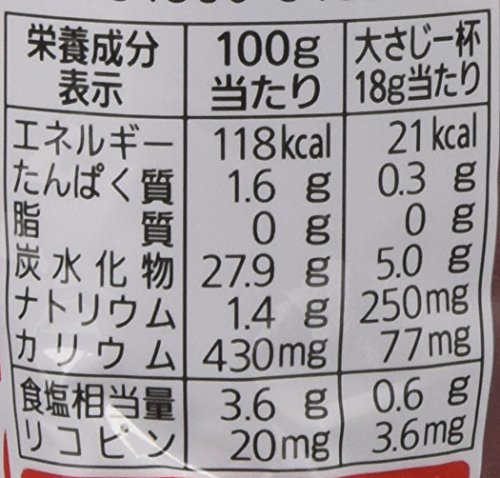 栄養成分表示 100g当たり 大さじ一杯18g当たり
エネルギー 118kcal 21kcal
たんぱく質 1.6 g 0.3 g
脂質 0 g 0 g
炭水化物 27.9 g 5.0 g
ナトリウム 1.4 g 250mg
カリウム 430mg 77mg
食塩相当量 3.6 g 0.6 g
リコピン 20mg 3.6mg